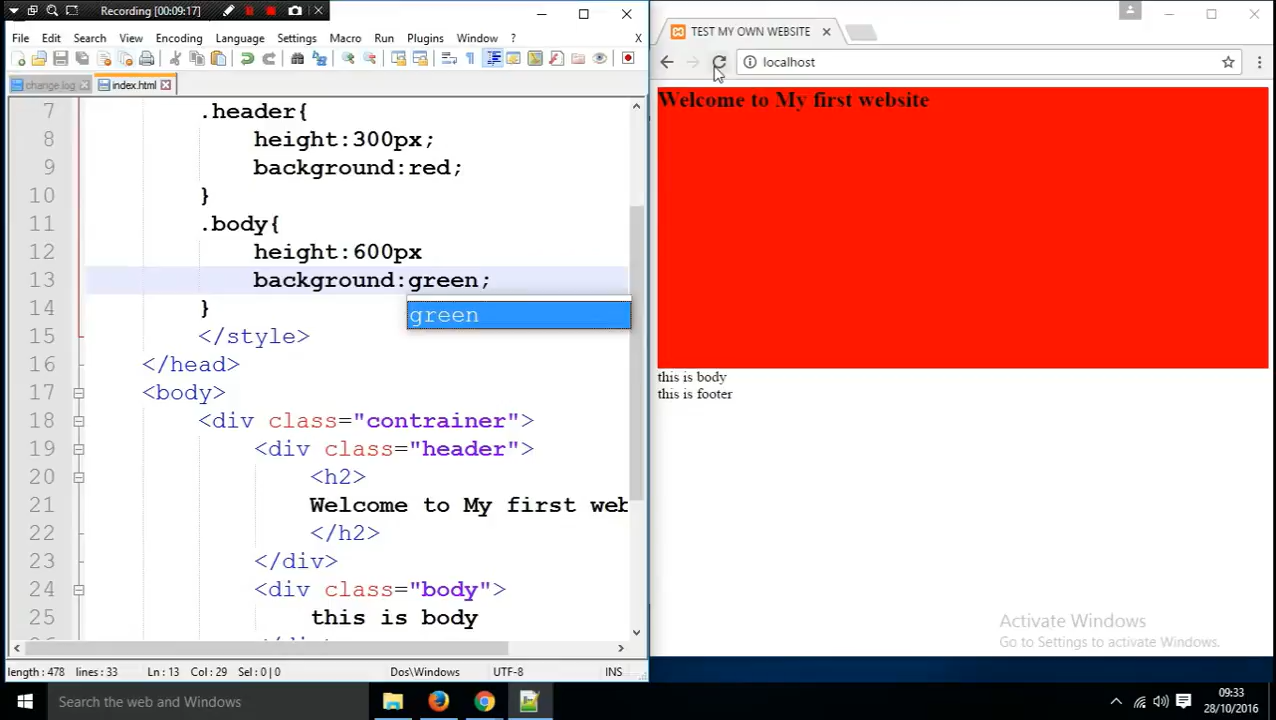 Recording [00:09:17]
File Edit Search View Encoding Language Settings Macro Run Plugins Window ? X
change.log index.html
7 .header{
8 height:300px;
9 background:red;
10 }
11 .body{
12 height:600px
13 background:green;
14 }
green
15 </style>
16 </head>
17 <body>
18 <div class="contrainer">
19 <div class="header">
20 <h2>
21 Welcome to My first web
22 </h2>
23 </div>
24 <div class="body">
25 this is body
length : 478 lines : 33 Ln : 13 Col : 29 Sel : 0 | 0 Dos\Windows UTF-8 INS
TEST MY OWN WEBSITE
localhost
Welcome to My first website
this is body
this is footer
Activate Windows
Go to Settings to activate Windows.
Search the web and Windows
09:33
28/10/2016